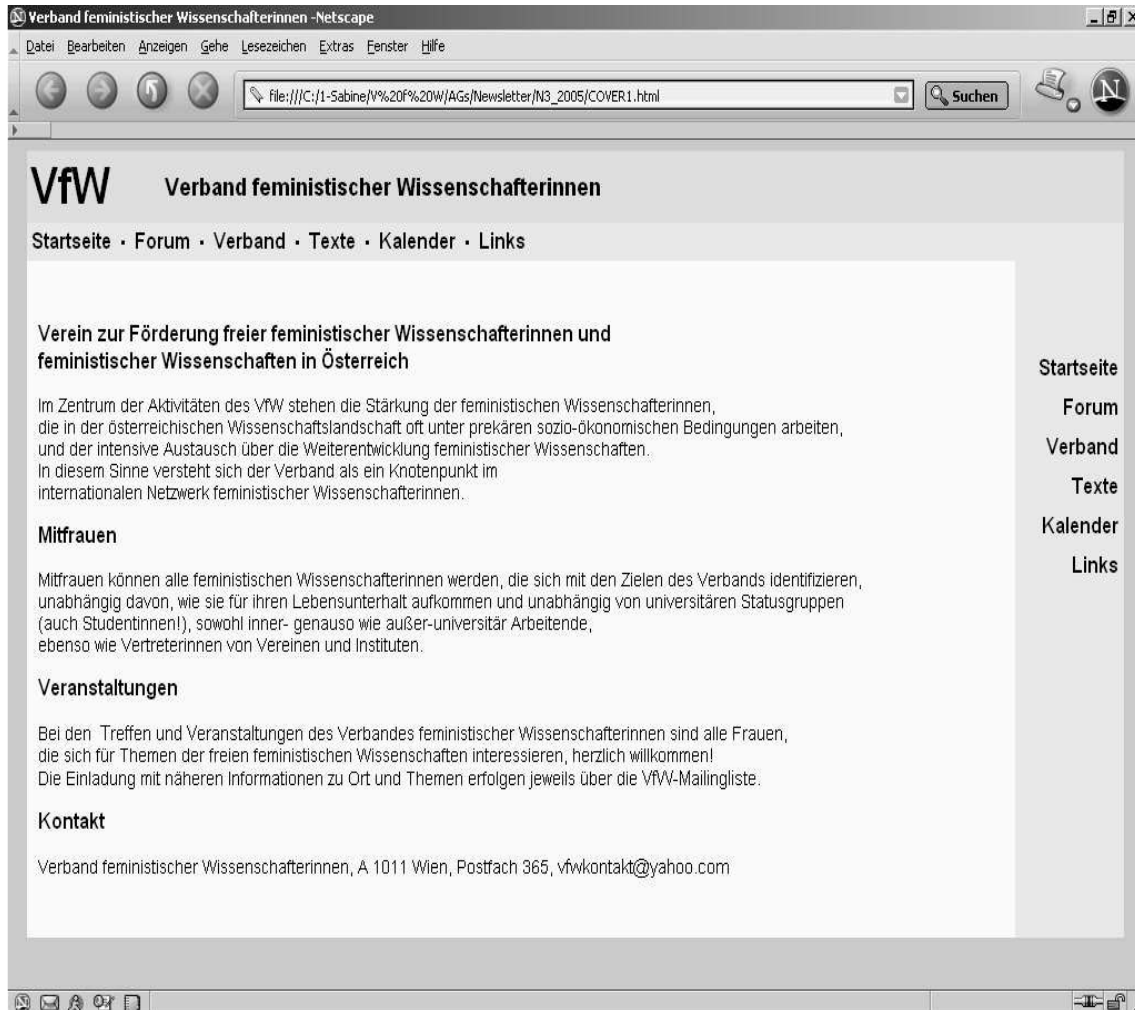 Verband feministischer Wissenschafterinnen -Netscape
Datei Bearbeiten Anzeigen Gehe Lesezeichen Extras Fenster Hilfe
file:///C:/1-Sabine/V%20f%20W/AGs/Newsletter/N3_2005/COVER1.html Suchen N
VfW Verband feministischer Wissenschafterinnen
Startseite · Forum · Verband · Texte · Kalender · Links
Verein zur Förderung freier feministischer Wissenschafterinnen und
feministischer Wissenschaften in Österreich
Im Zentrum der Aktivitäten des VfW stehen die Stärkung der feministischen Wissenschafterinnen,
die in der österreichischen Wissenschaftslandschaft oft unter prekären sozio-ökonomischen Bedingungen arbeiten,
und der intensive Austausch über die Weiterentwicklung feministischer Wissenschaften.
In diesem Sinne versteht sich der Verband als ein Knotenpunkt im
internationalen Netzwerk feministischer Wissenschafterinnen.
Mitfrauen
Mitfrauen können alle feministischen Wissenschafterinnen werden, die sich mit den Zielen des Verbands identifizieren,
unabhängig davon, wie sie für ihren Lebensunterhalt aufkommen und unabhängig von universitären Statusgruppen
(auch Studentinnen!), sowohl inner- genauso wie außer-universitär Arbeitende,
ebenso wie Vertreterinnen von Vereinen und Instituten.
Veranstaltungen
Bei den Treffen und Veranstaltungen des Verbandes feministischer Wissenschafterinnen sind alle Frauen,
die sich für Themen der freien feministischen Wissenschaften interessieren, herzlich willkommen!
Die Einladung mit näheren Informationen zu Ort und Themen erfolgen jeweils über die VfW-Mailingliste.
Kontakt
Verband feministischer Wissenschafterinnen, A 1011 Wien, Postfach 365, vfwkontakt@yahoo.com
Startseite
Forum
Verband
Texte
Kalender
Links